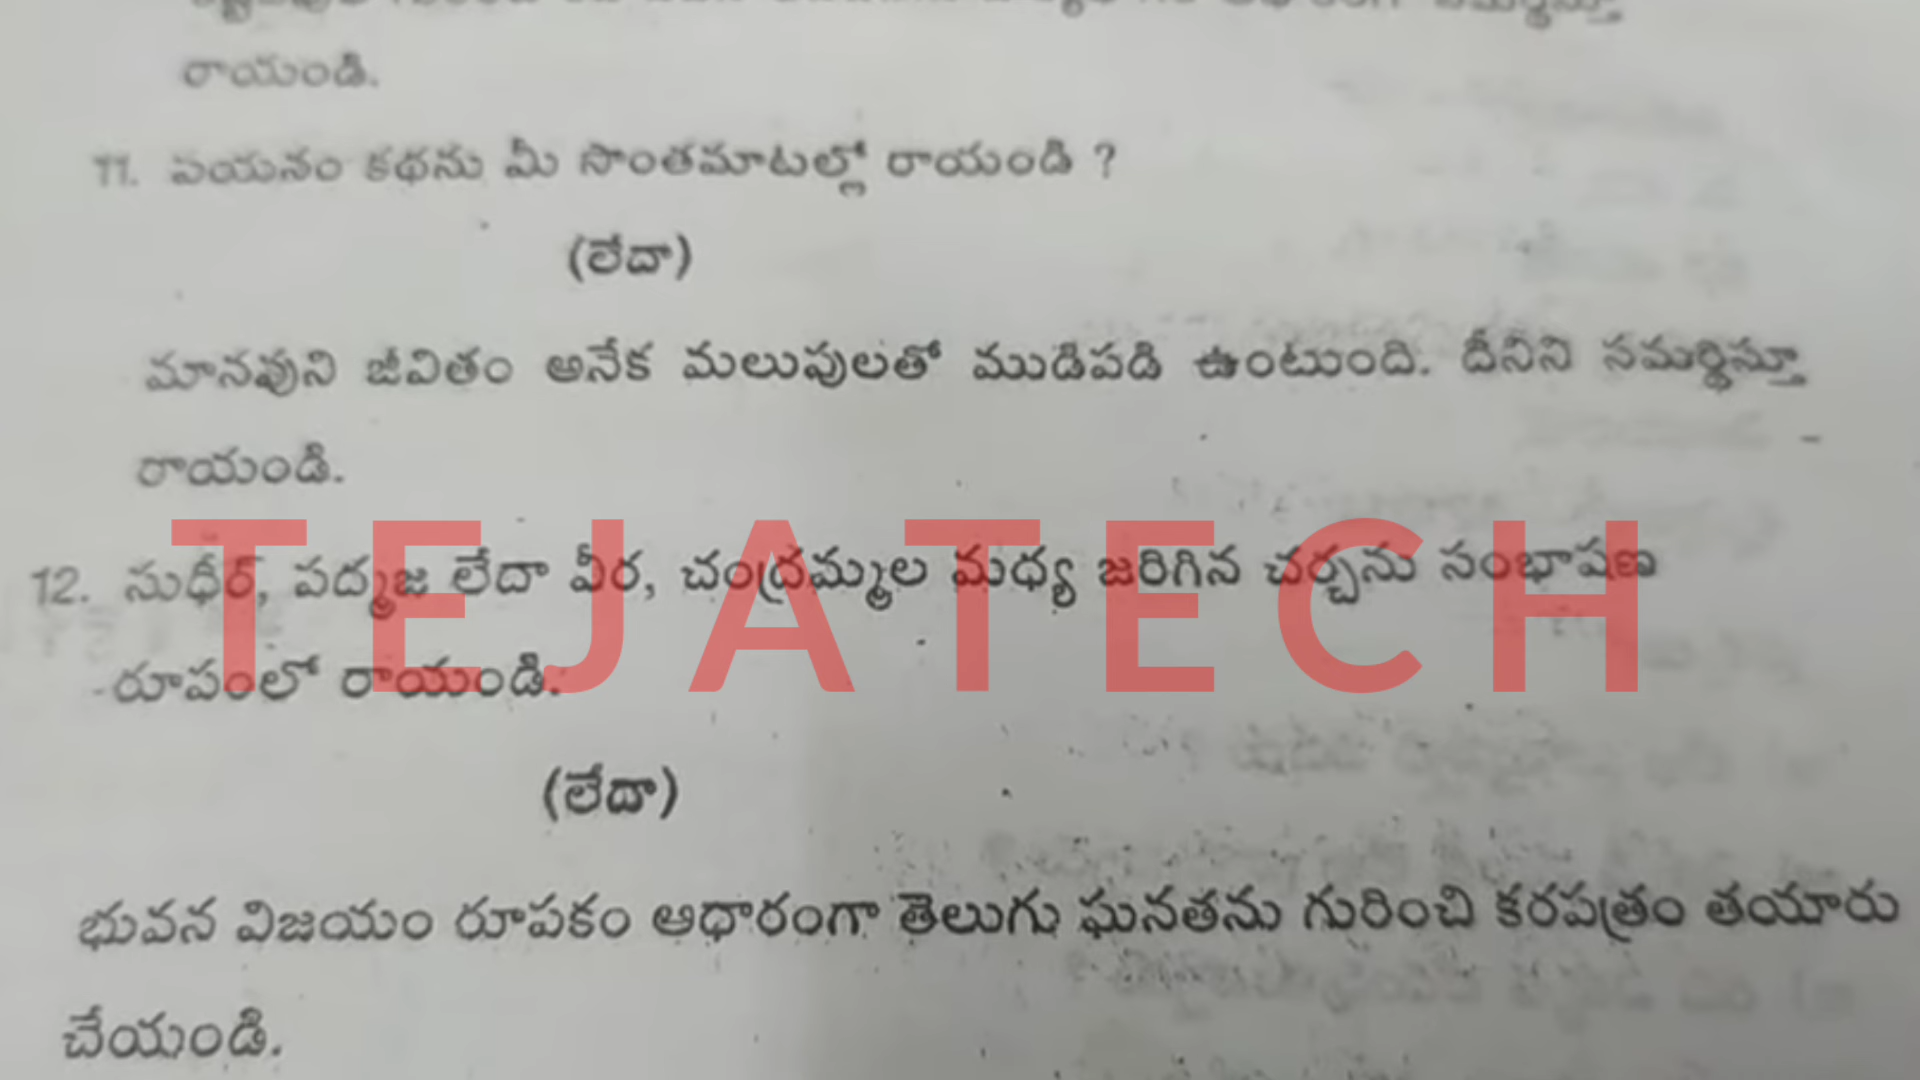 రాయండి.
11. పయనం కథను మీ సొంతమాటల్లో రాయండి ?
(లేదా)
మానవుని జీవితం అనేక మలుపులతో ముడిపడి ఉంటుంది. దీనిని సమర్థిస్తూ
రాయండి.
TEJATECH
12. సుధీర్, పద్మజ లేదా వీర, చంద్రమ్మల మధ్య జరిగిన చర్చను సంభాషణ
రూపంలో రాయండి.
(లేదా)
భువన విజయం రూపకం ఆధారంగా తెలుగు ఘనతను గురించి కరపత్రం తయారు
చేయండి.